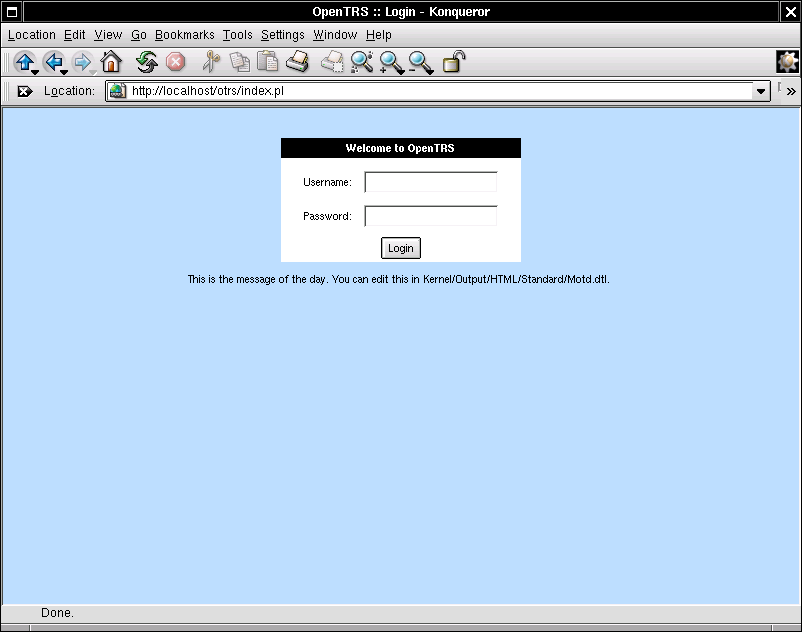 OpenTRS :: Login - Konqueror
Location Edit View Go Bookmarks Tools Settings Window Help
Location: http://localhost/otrs/index.pl
Welcome to OpenTRS
Username:
Password:
Login
This is the message of the day. You can edit this in Kernel/Output/HTML/Standard/Motd.dtl.
Done.